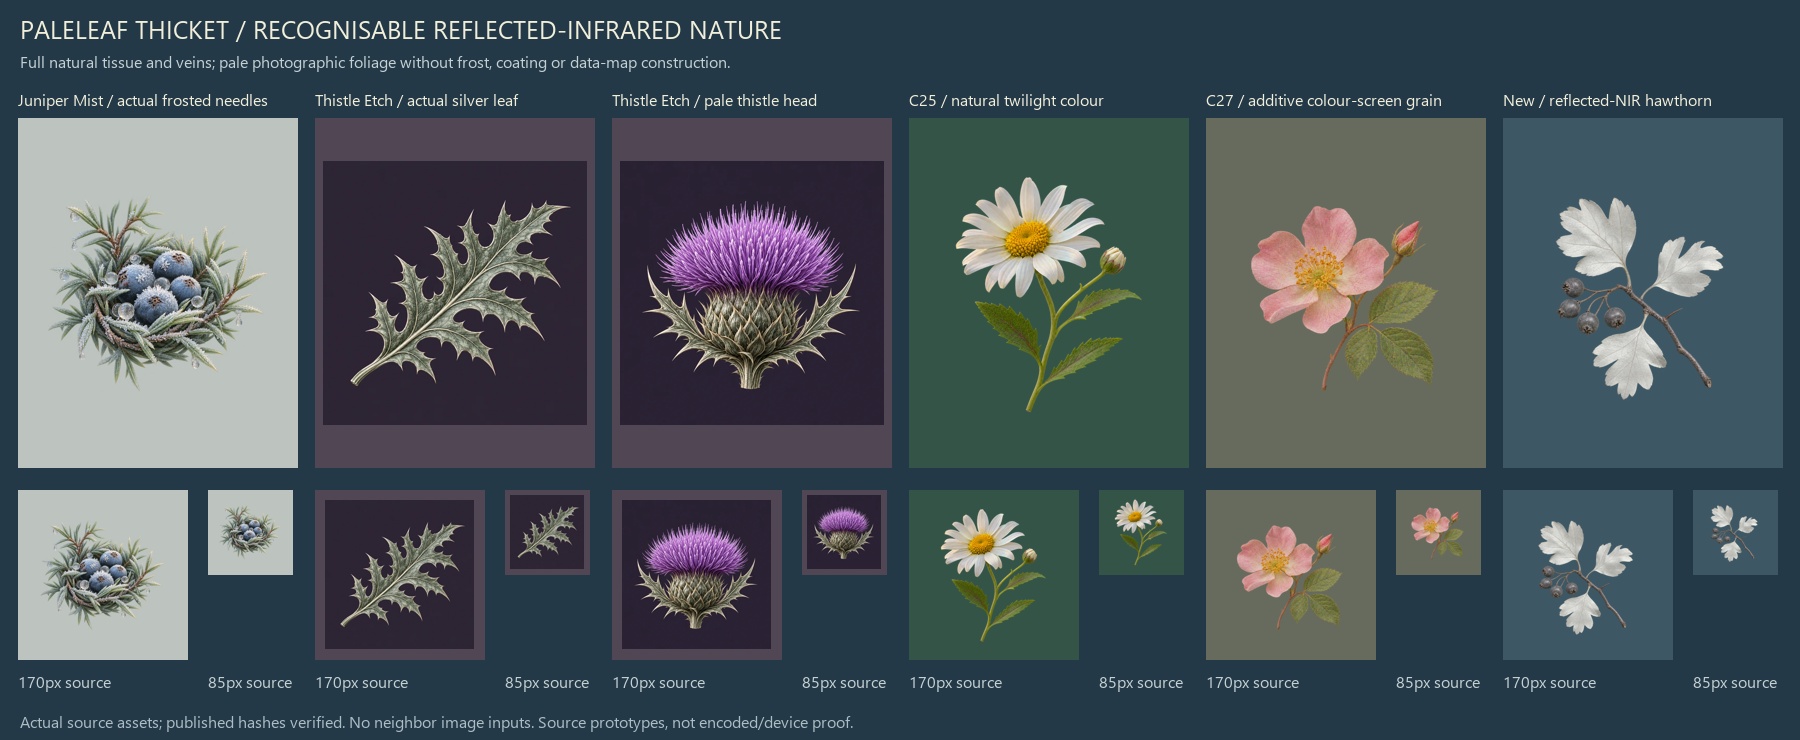 PALELEAF THICKET / RECOGNISABLE REFLECTED-INFRARED NATURE
Full natural tissue and veins; pale photographic foliage without frost, coating or data-map construction.
Juniper Mist / actual frosted needles
Thistle Etch / actual silver leaf
Thistle Etch / pale thistle head
C25 / natural twilight colour
C27 / additive colour-screen grain
New / reflected-NIR hawthorn
170px source
85px source
170px source
85px source
170px source
85px source
170px source
85px source
170px source
85px source
170px source
85px source
Actual source assets; published hashes verified. No neighbor image inputs. Source prototypes, not encoded/device proof.